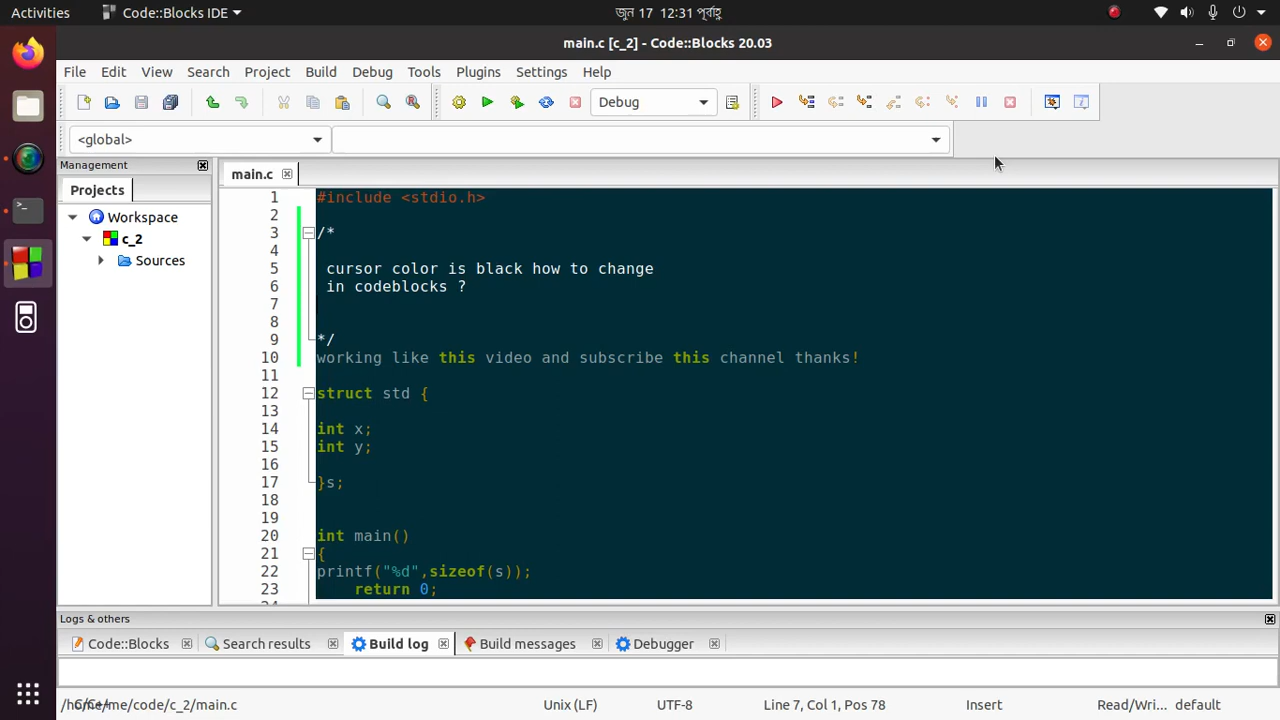 Activities
Code::Blocks IDE
জুন 17 12:31 পূর্বাহ্ণ
main.c [c_2] - Code::Blocks 20.03
File Edit View Search Project Build Debug Tools Plugins Settings Help
Debug
<global>
Management
Projects
Workspace
c_2
Sources
main.c
1 #include <stdio.h>
2
3 /*
4
5 cursor color is black how to change
6 in codeblocks ?
7
8
9 */
10 working like this video and subscribe this channel thanks!
11
12 struct std {
13
14 int x;
15 int y;
16
17 }s;
18
19
20 int main()
21 {
22 printf("%d",sizeof(s));
23 return 0;
Logs & others
Code::Blocks Search results Build log Build messages Debugger
/home/me/code/c_2/main.c Unix (LF) UTF-8 Line 7, Col 1, Pos 78 Insert Read/Wri... default